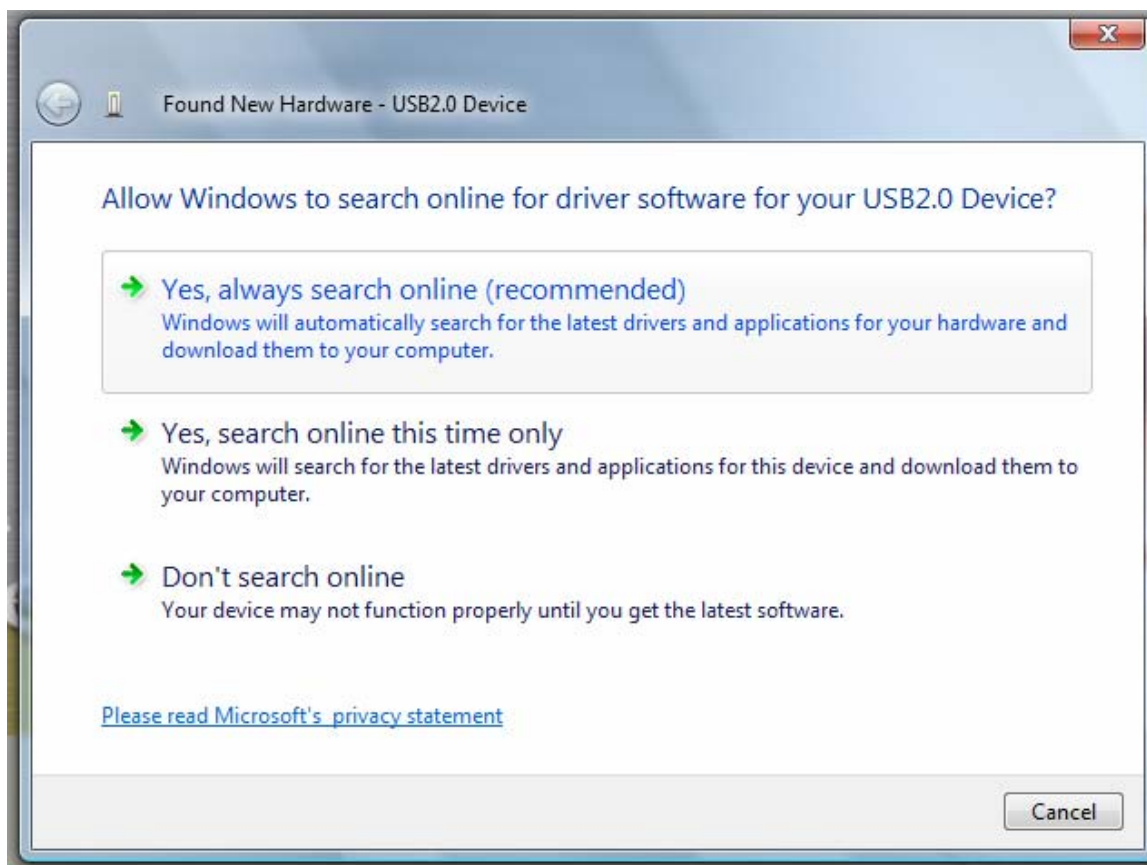 Found New Hardware - USB2.0 Device
Allow Windows to search online for driver software for your USB2.0 Device?
Yes, always search online (recommended)
Windows will automatically search for the latest drivers and applications for your hardware and
download them to your computer.
Yes, search online this time only
Windows will search for the latest drivers and applications for this device and download them to
your computer.
Don't search online
Your device may not function properly until you get the latest software.
Please read Microsoft's privacy statement
Cancel